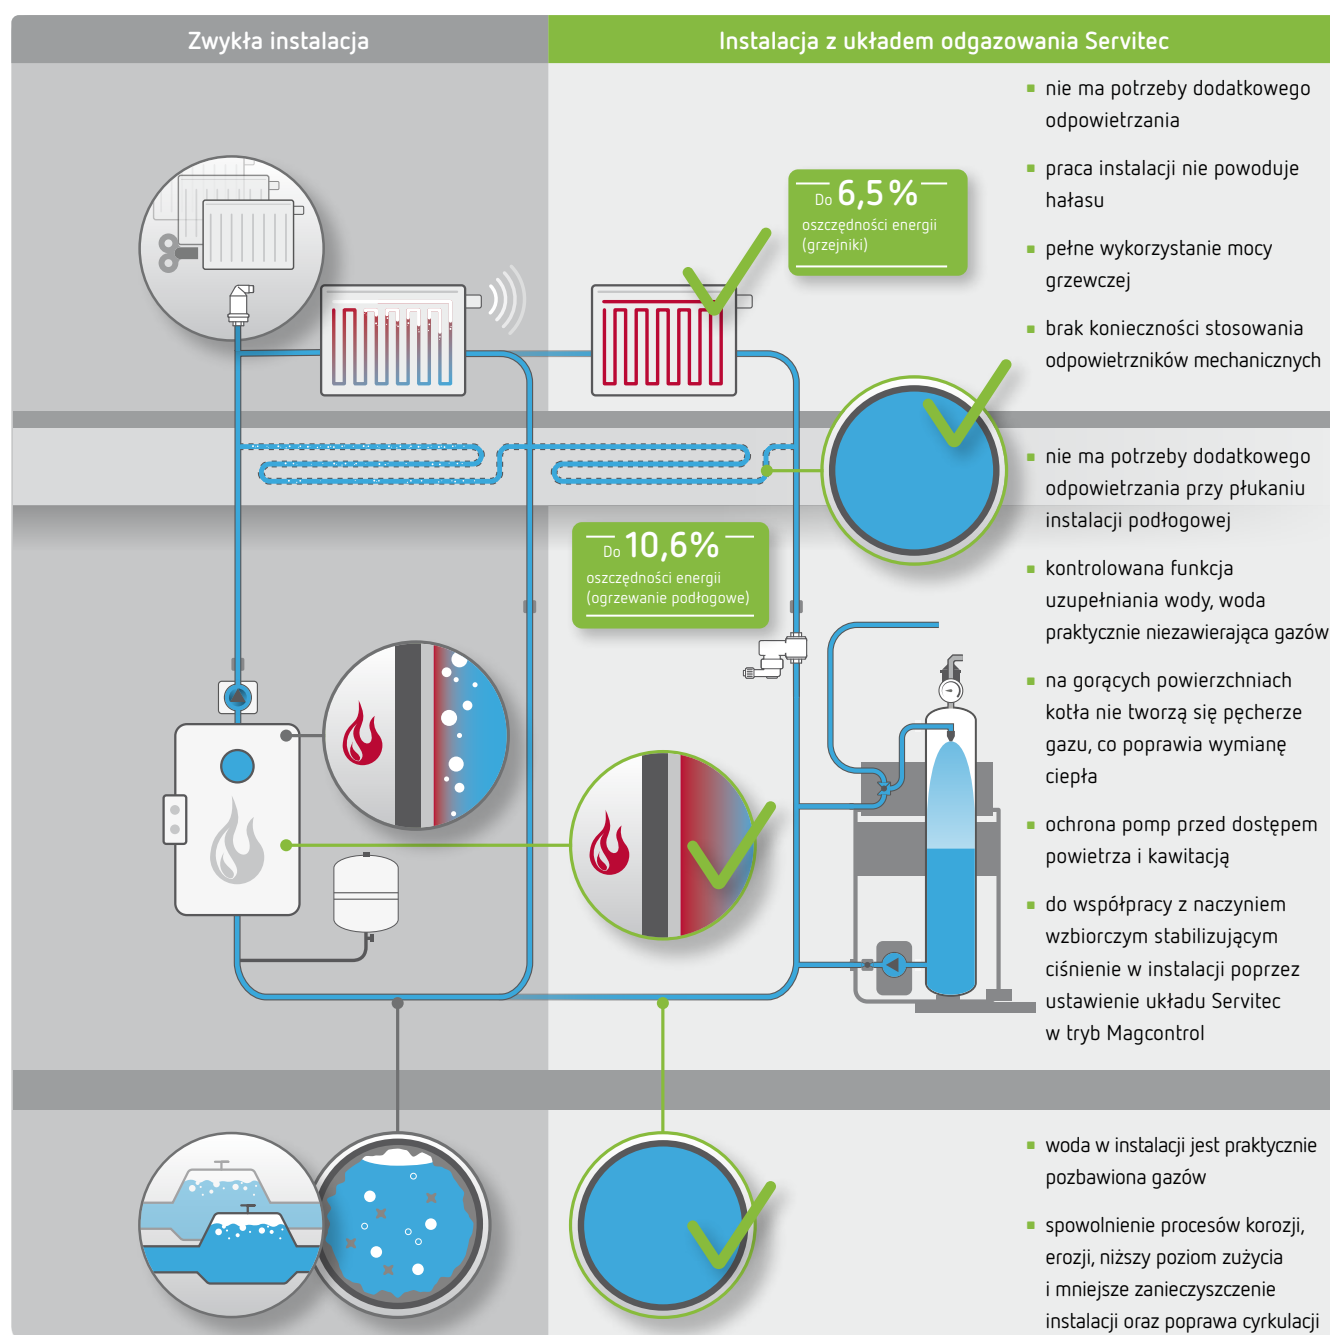 Zwykła instalacja
Instalacja z układem odgazowania Servitec
nie ma potrzeby dodatkowego
odpowietrzania
praca instalacji nie powoduje
hałasu
pełne wykorzystanie mocy
grzewczej
brak konieczności stosowania
odpowietrzników mechanicznych
Do 6,5 %
oszczędności energii
(grzejniki)
nie ma potrzeby dodatkowego
odpowietrzania przy płukaniu
instalacji podłogowej
kontrolowana funkcja
uzupełniania wody, woda
praktycznie niezawierająca gazów
na gorących powierzchniach
kotła nie tworzą się pęcherze
gazu, co poprawia wymianę
ciepła
ochrona pomp przed dostępem
powietrza i kawitacją
do współpracy z naczyniem
wzbiorczym stabilizującym
ciśnienie w instalacji poprzez
ustawienie układu Servitec
w tryb Magcontrol
Do 10,6%
oszczędności energii
(ogrzewanie podłogowe)
woda w instalacji jest praktycznie
pozbawiona gazów
spowolnienie procesów korozji,
erozji, niższy poziom zużycia
i mniejsze zanieczyszczenie
instalacji oraz poprawa cyrkulacji